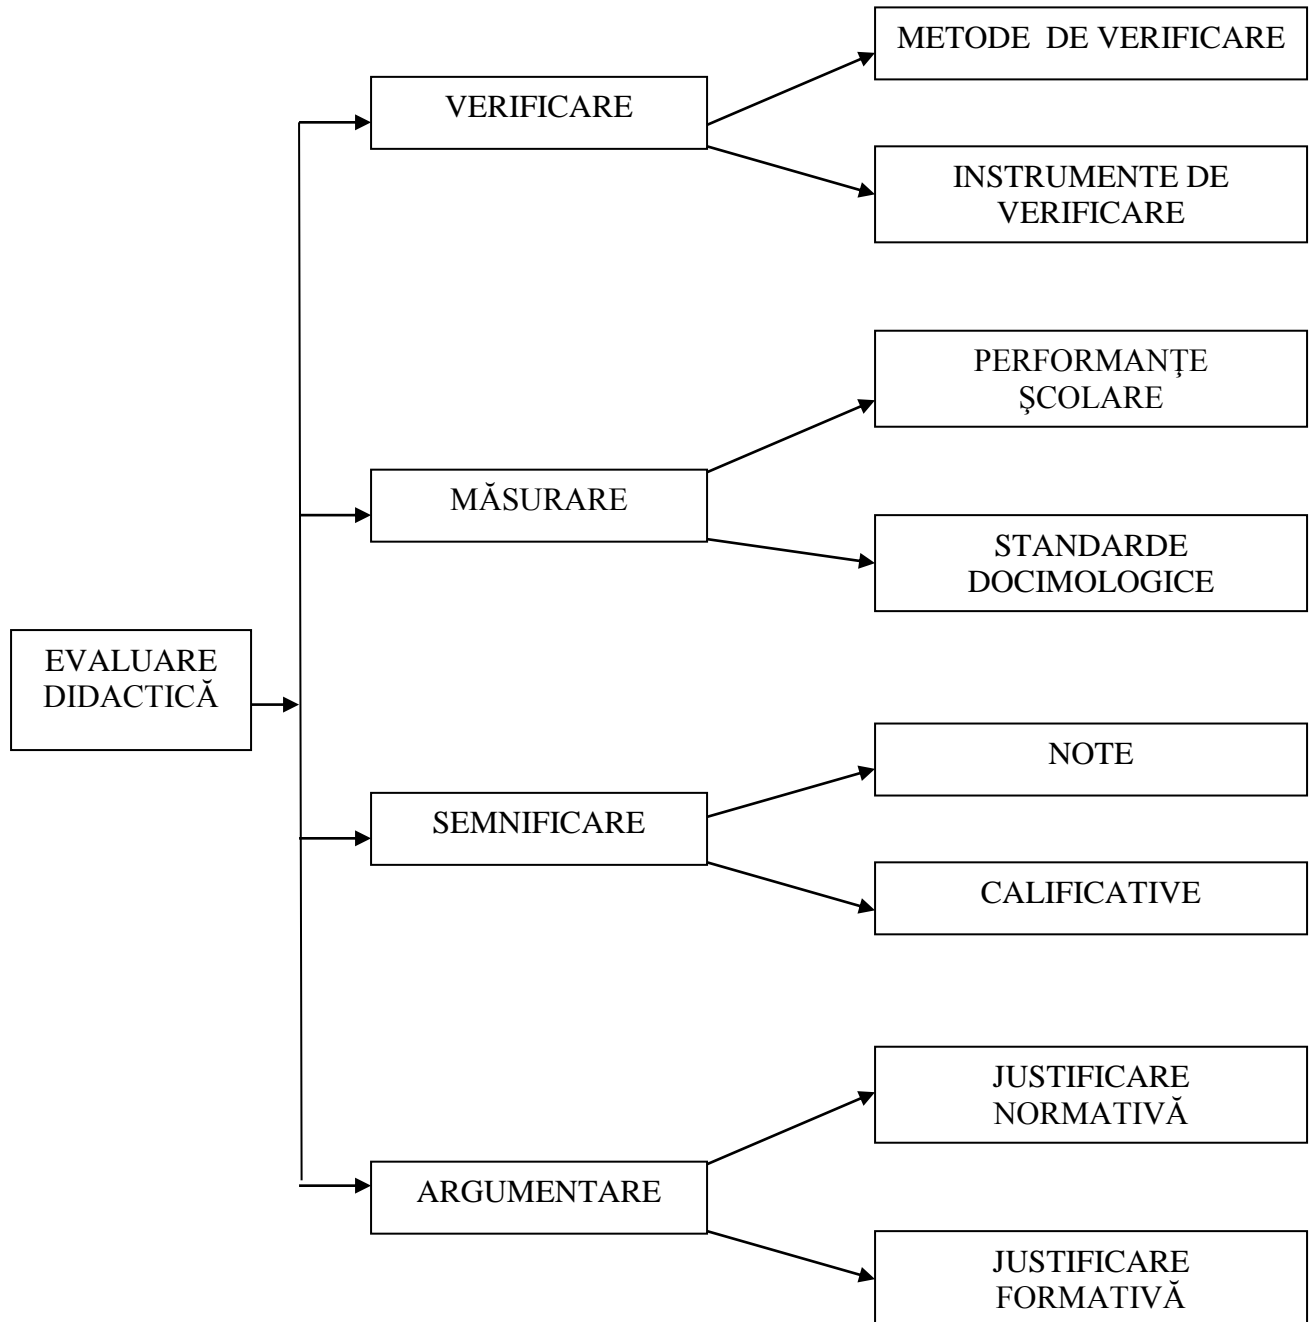 METODE DE VERIFICARE
VERIFICARE
INSTRUMENTE DE
VERIFICARE
PERFORMANŢE
ŞCOLARE
MĂSURARE
STANDARDE
DOCIMOLOGICE
EVALUARE
DIDACTICĂ
NOTE
SEMNIFICARE
CALIFICATIVE
JUSTIFICARE
NORMATIVĂ
ARGUMENTARE
JUSTIFICARE
FORMATIVĂ